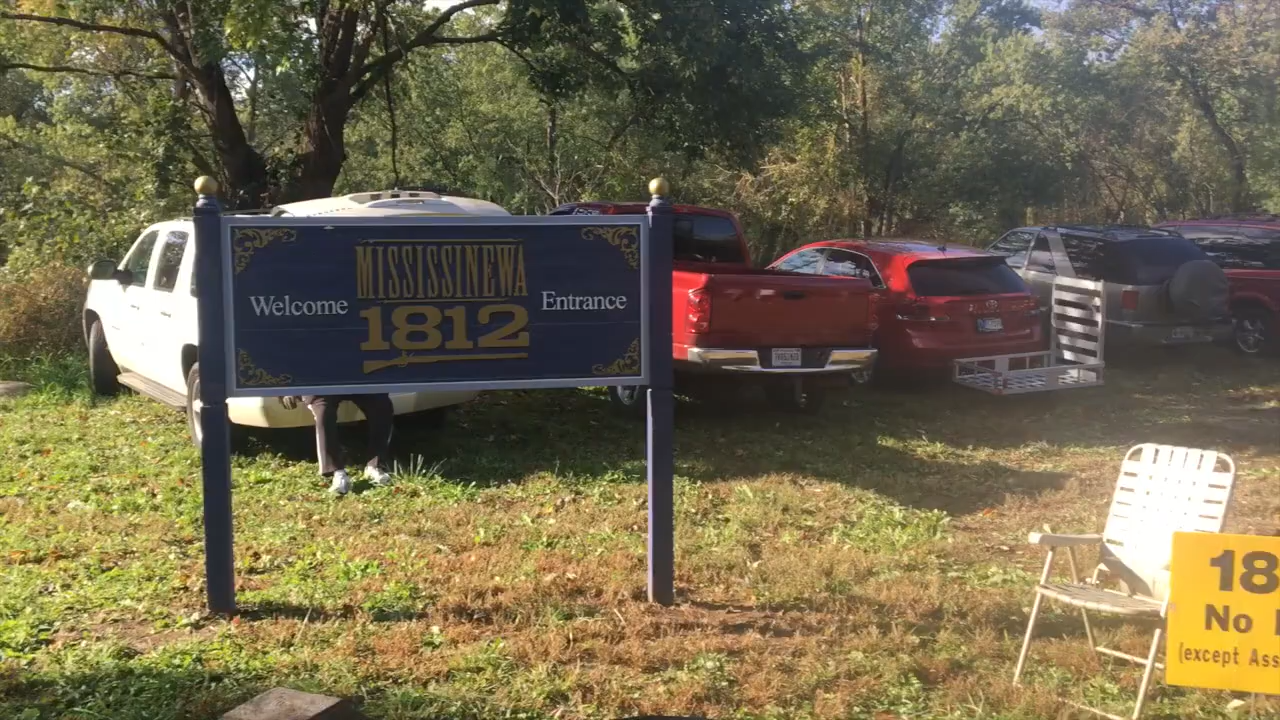 MISSISSINEWA
Welcome
Entrance
1812
18
No
(except Ass